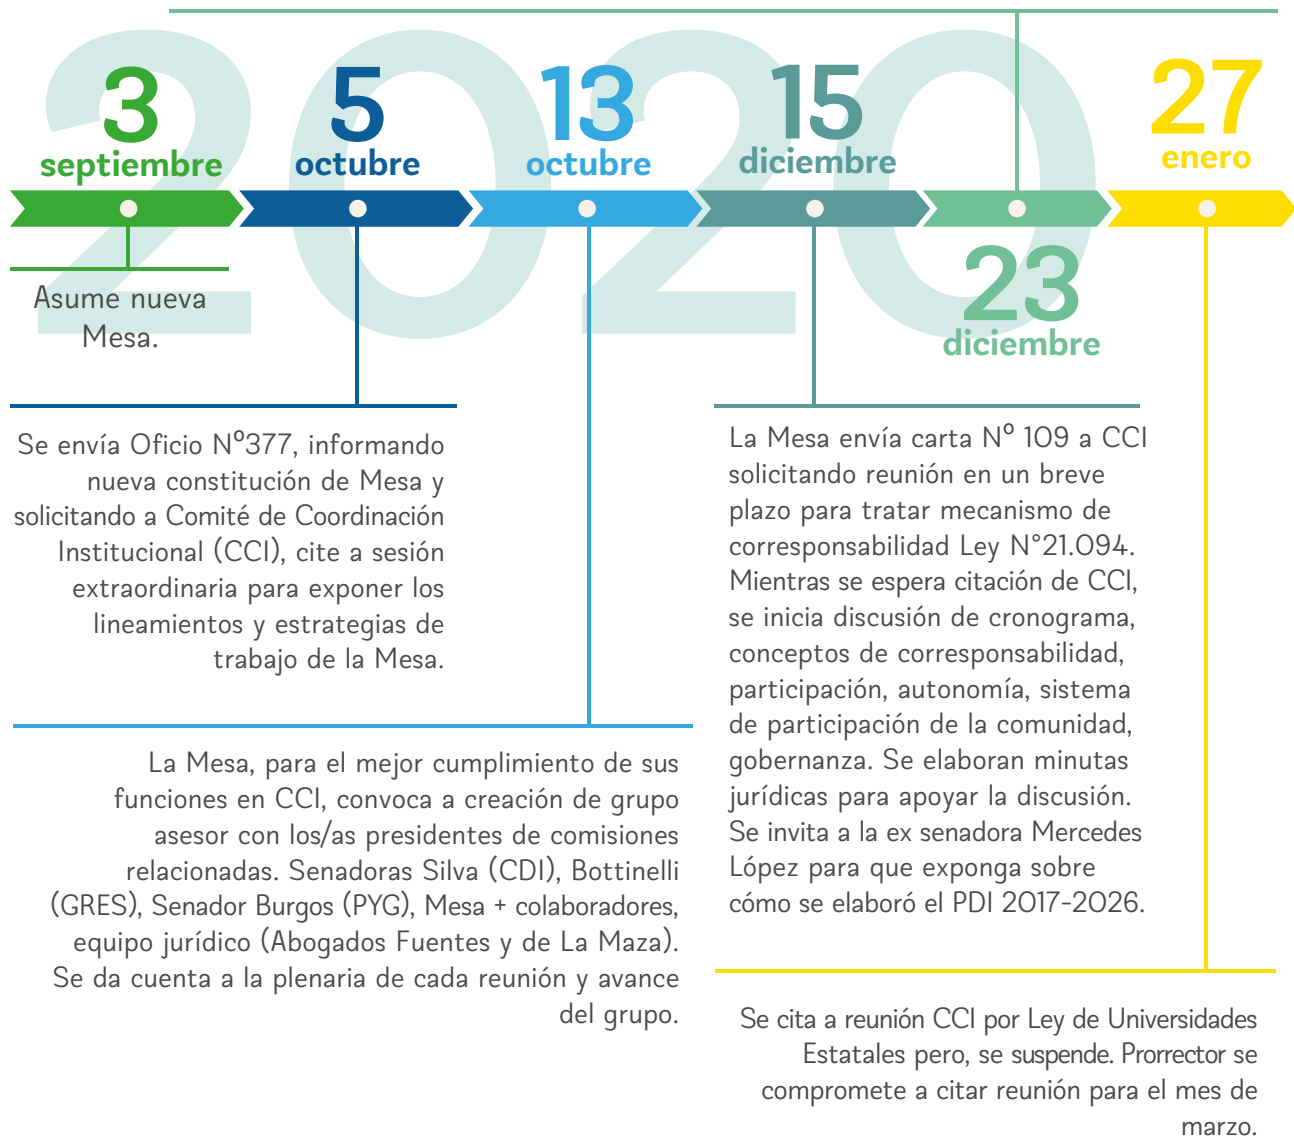 2020
3
septiembre
5
octubre
13
octubre
15
diciembre
27
enero
23
diciembre
Asume nueva
Mesa.
Se envía Oficio Nº377, informando
nueva constitución de Mesa y
solicitando a Comité de Coordinación
Institucional (CCI), cite a sesión
extraordinaria para exponer los
lineamientos y estrategias de
trabajo de la Mesa.
La Mesa, para el mejor cumplimiento de sus
funciones en CCI, convoca a creación de grupo
asesor con los/as presidentes de comisiones
relacionadas. Senadoras Silva (CDI), Bottinelli
(GRES), Senador Burgos (PYG), Mesa + colaboradores,
equipo jurídico (Abogados Fuentes y de La Maza).
Se da cuenta a la plenaria de cada reunión y avance
del grupo.
La Mesa envía carta Nº 109 a CCI
solicitando reunión en un breve
plazo para tratar mecanismo de
corresponsabilidad Ley N°21.094.
Mientras se espera citación de CCI,
se inicia discusión de cronograma,
conceptos de corresponsabilidad,
participación, autonomía, sistema
de participación de la comunidad,
gobernanza. Se elaboran minutas
jurídicas para apoyar la discusión.
Se invita a la ex senadora Mercedes
López para que exponga sobre
cómo se elaboró el PDI 2017-2026.
Se cita a reunión CCI por Ley de Universidades
Estatales pero, se suspende. Prorrector se
compromete a citar reunión para el mes de
marzo.